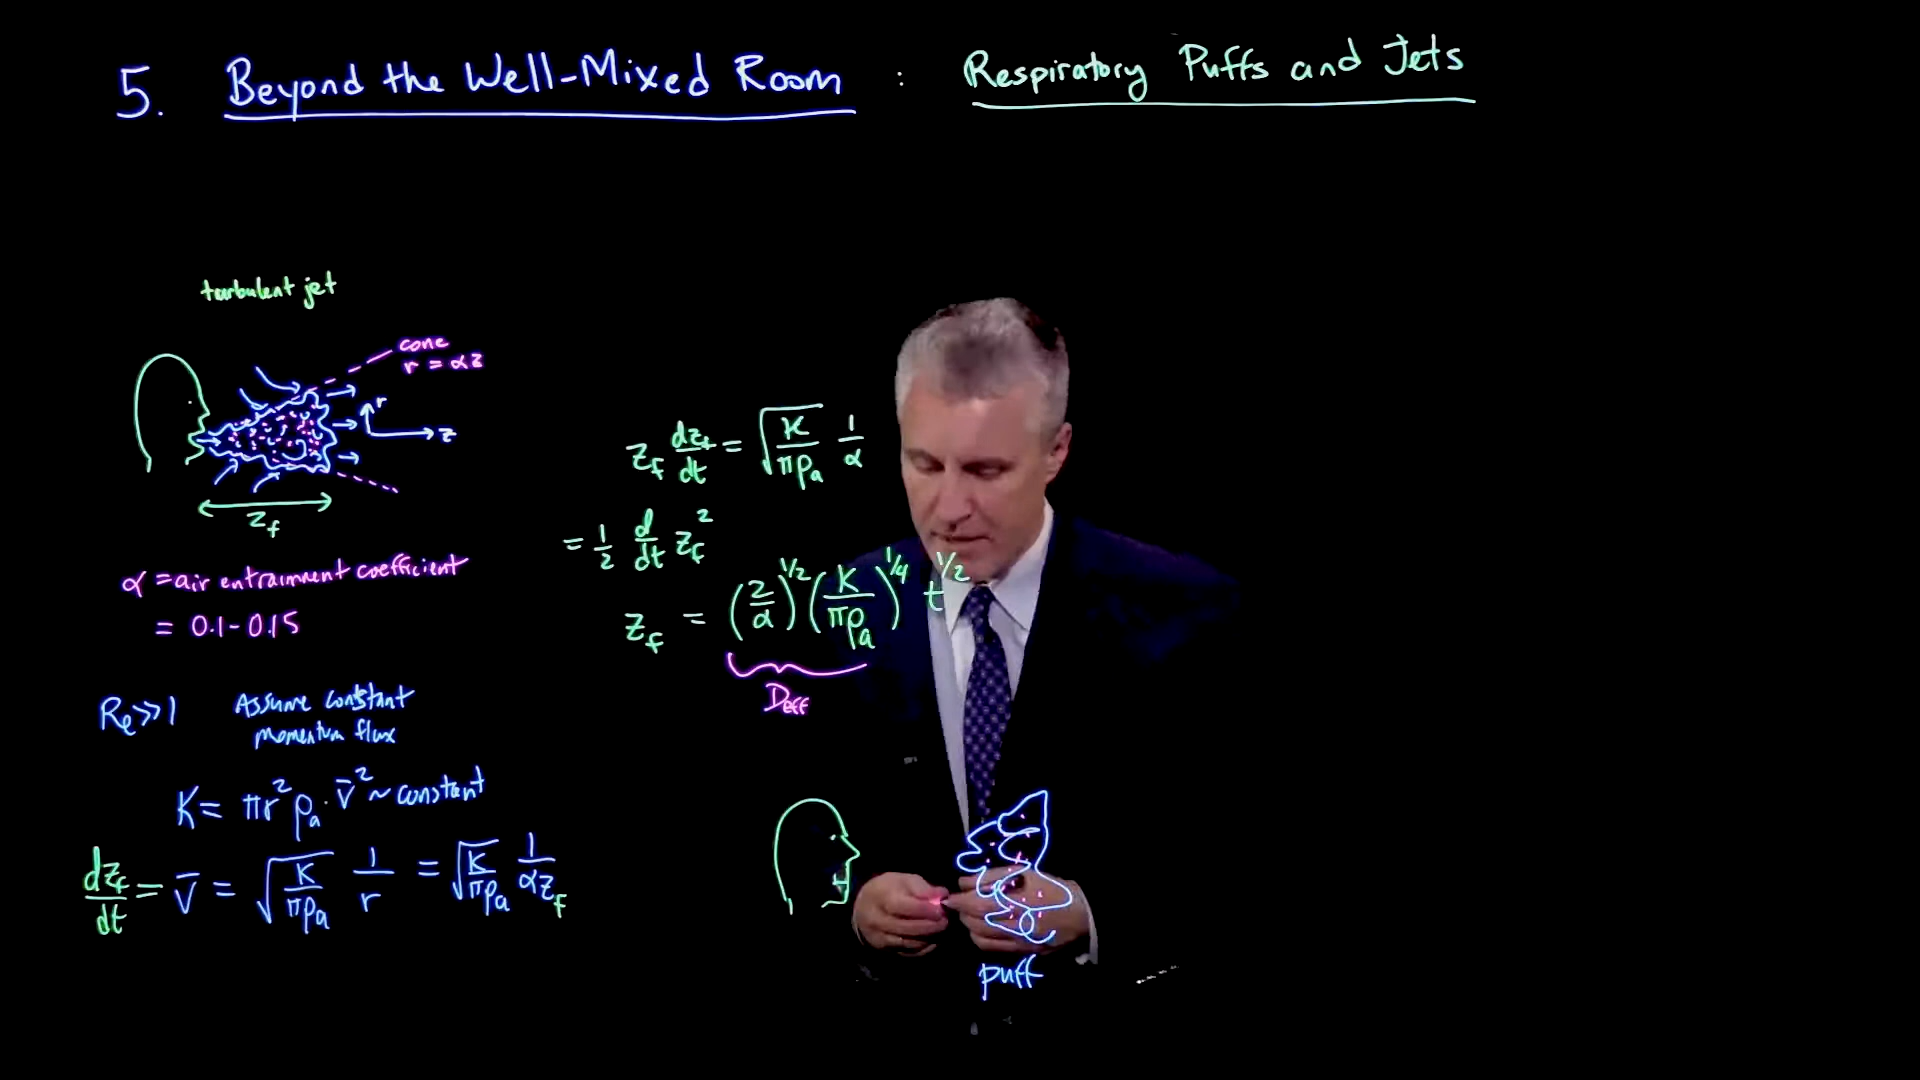 5. Beyond the Well-Mixed Room : Respiratory Puffs and Jets
turbulent jet
cone
r = αz
r
z
z_f
α = air entrainment coefficient
= 0.1-0.15
Re >> 1
Assume constant
momentum flux
K = πr² ρ_a · v̄² ~ constant
dz_f/dt = v̄ = √(K/πρ_a) 1/r = √(K/πρ_a) 1/αz_f
z_f dz_f/dt = √(K/πρ_a) 1/α
= 1/2 d/dt z_f²
z_f = (2/α)^1/2 (K/πρ_a)^1/4 t^1/2
D_eff
puff